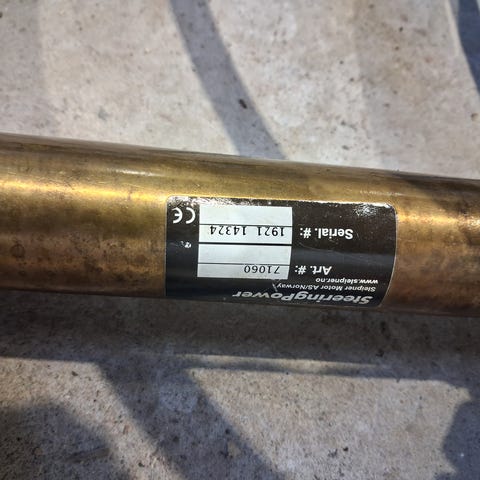 SteeringPower
Sleipner Motor AS/Norway
www.sleipner.no
Art. #: 71060
Serial. #: 1921 14324
CE